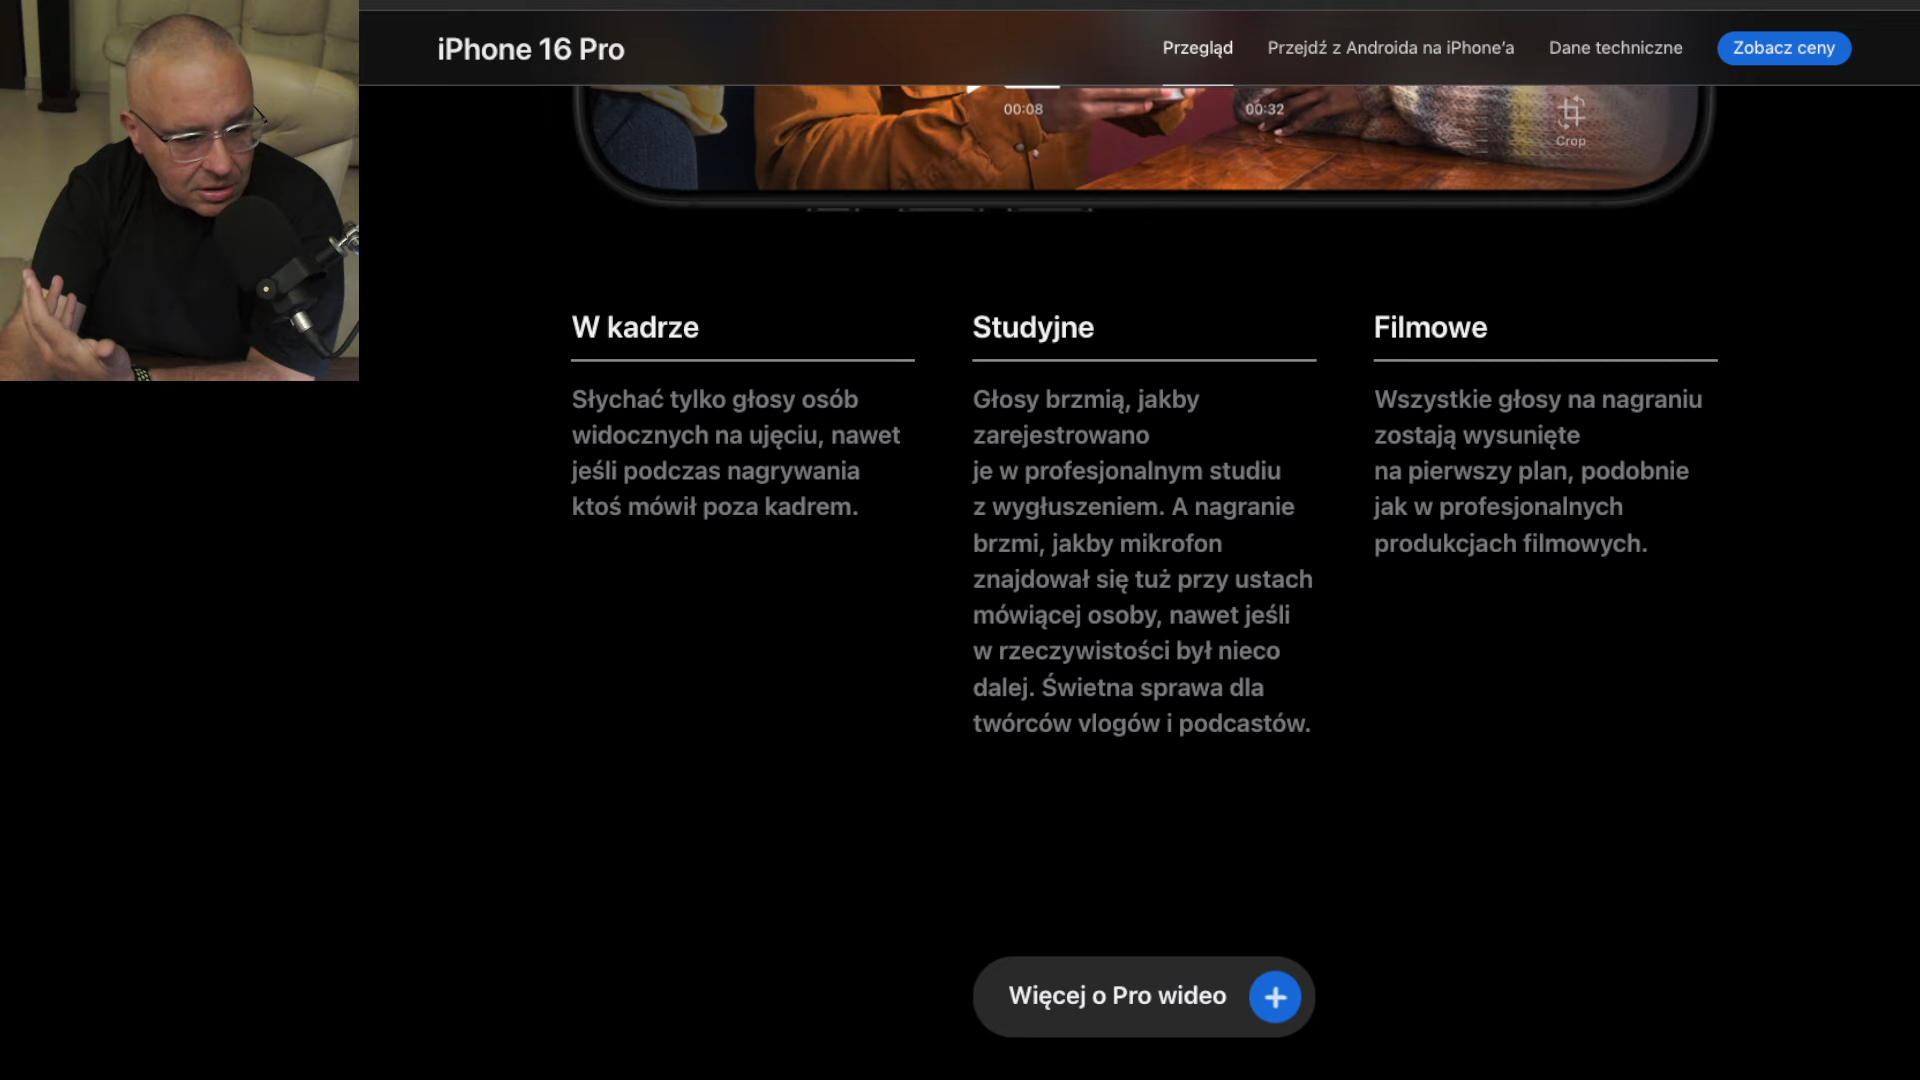 iPhone 16 Pro
Przegląd
Przejdź z Androida na iPhone’a
Dane techniczne
Zobacz ceny
00:08
00:32
Crop
W kadrze
Słychać tylko głosy osób
widocznych na ujęciu, nawet
jeśli podczas nagrywania
ktoś mówił poza kadrem.
Studyjne
Głosy brzmią, jakby
zarejestrowano
je w profesjonalnym studiu
z wygłuszeniem. A nagranie
brzmi, jakby mikrofon
znajdował się tuż przy ustach
mówiącej osoby, nawet jeśli
w rzeczywistości był nieco
dalej. Świetna sprawa dla
twórców vlogów i podcastów.
Filmowe
Wszystkie głosy na nagraniu
zostają wysunięte
na pierwszy plan, podobnie
jak w profesjonalnych
produkcjach filmowych.
Więcej o Pro wideo